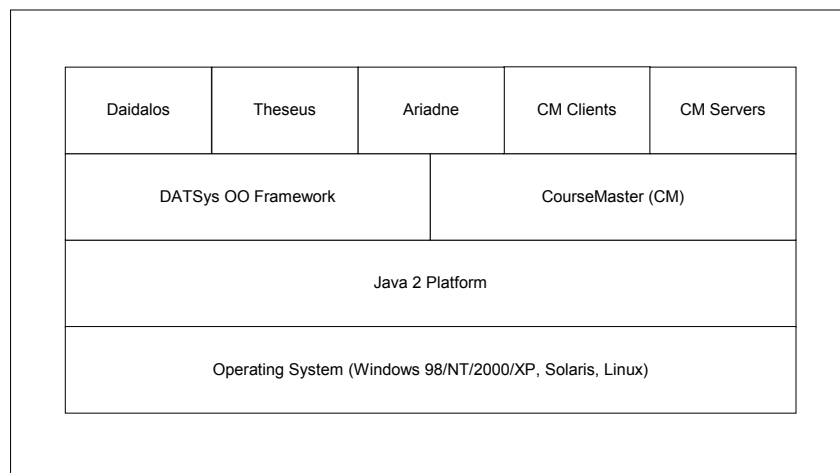 Daidalos
Theseus
Ariadne
CM Clients
CM Servers
DATSys OO Framework
CourseMaster (CM)
Java 2 Platform
Operating System (Windows 98/NT/2000/XP, Solaris, Linux)